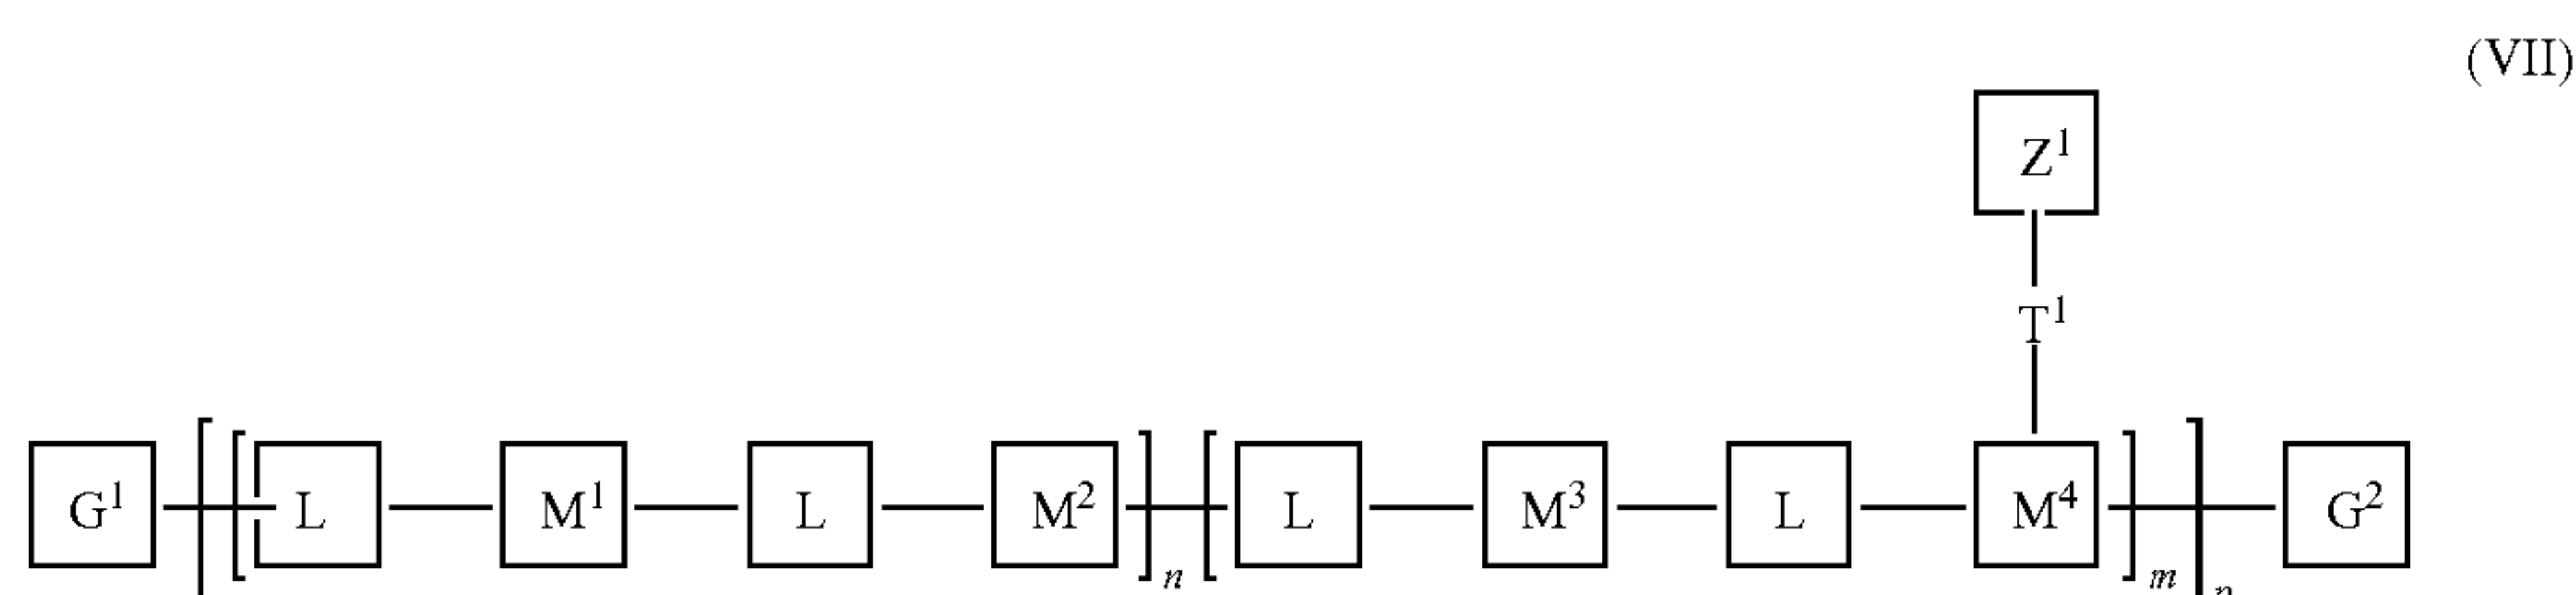 (VII)
Z¹
T¹
G¹ [ [ L M¹ L M² ]n [ L M³ L M⁴ ]m ] G²